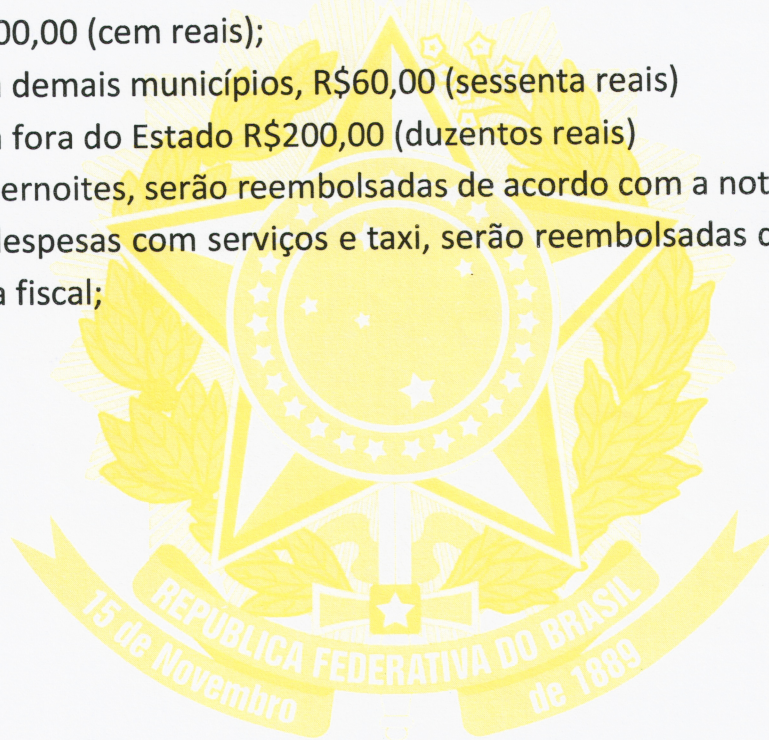 00,00 (cem reais);
demais municípios, R$60,00 (sessenta reais)
fora do Estado R$200,00 (duzentos reais)
ernoites, serão reembolsadas de acordo com a not
despesas com serviços e taxi, serão reembolsadas d
a fiscal;
REPÚBLICA FEDERATIVA DO BRASIL
15 de Novembro de 1889